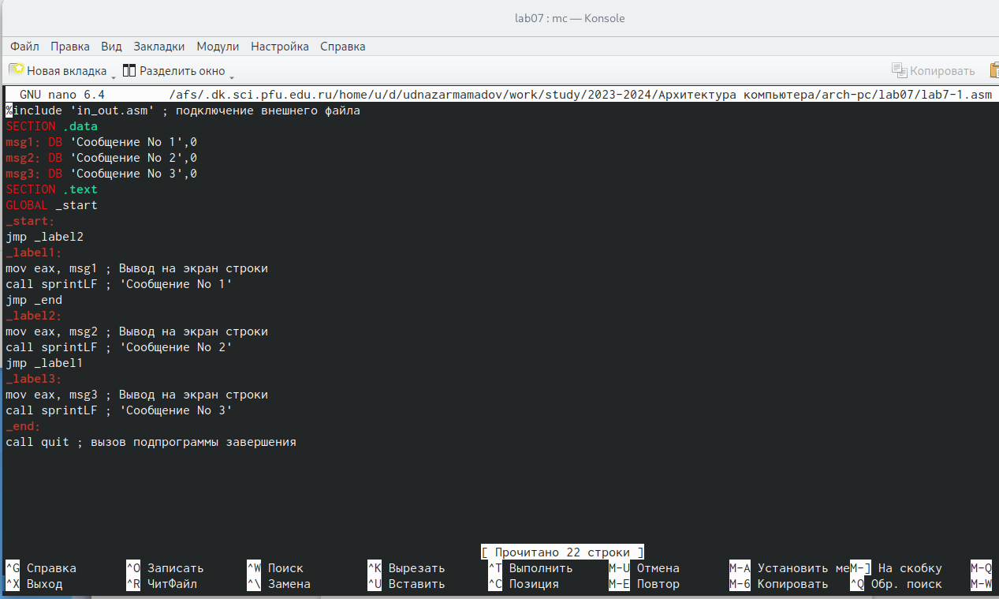 lab07 : mc — Konsole
Файл Правка Вид Закладки Модули Настройка Справка
Новая вкладка Разделить окно Копировать
GNU nano 6.4 /afs/.dk.sci.pfu.edu.ru/home/u/d/udnazarmamadov/work/study/2023-2024/Архитектура компьютера/arch-pc/lab07/lab7-1.asm
%include 'in_out.asm' ; подключение внешнего файла
SECTION .data
msg1: DB 'Сообщение No 1',0
msg2: DB 'Сообщение No 2',0
msg3: DB 'Сообщение No 3',0
SECTION .text
GLOBAL _start
_start:
jmp _label2
_label1:
mov eax, msg1 ; Вывод на экран строки
call sprintLF ; 'Сообщение No 1'
jmp _end
_label2:
mov eax, msg2 ; Вывод на экран строки
call sprintLF ; 'Сообщение No 2'
jmp _label1
_label3:
mov eax, msg3 ; Вывод на экран строки
call sprintLF ; 'Сообщение No 3'
_end:
call quit ; вызов подпрограммы завершения
[ Прочитано 22 строки ]
^G Справка ^O Записать ^W Поиск ^K Вырезать ^T Выполнить M-U Отмена M-A Установить меM-] На скобку M-Q
^X Выход ^R ЧитФайл ^\ Замена ^U Вставить ^C Позиция M-E Повтор M-6 Копировать ^Q Обр. поиск M-W